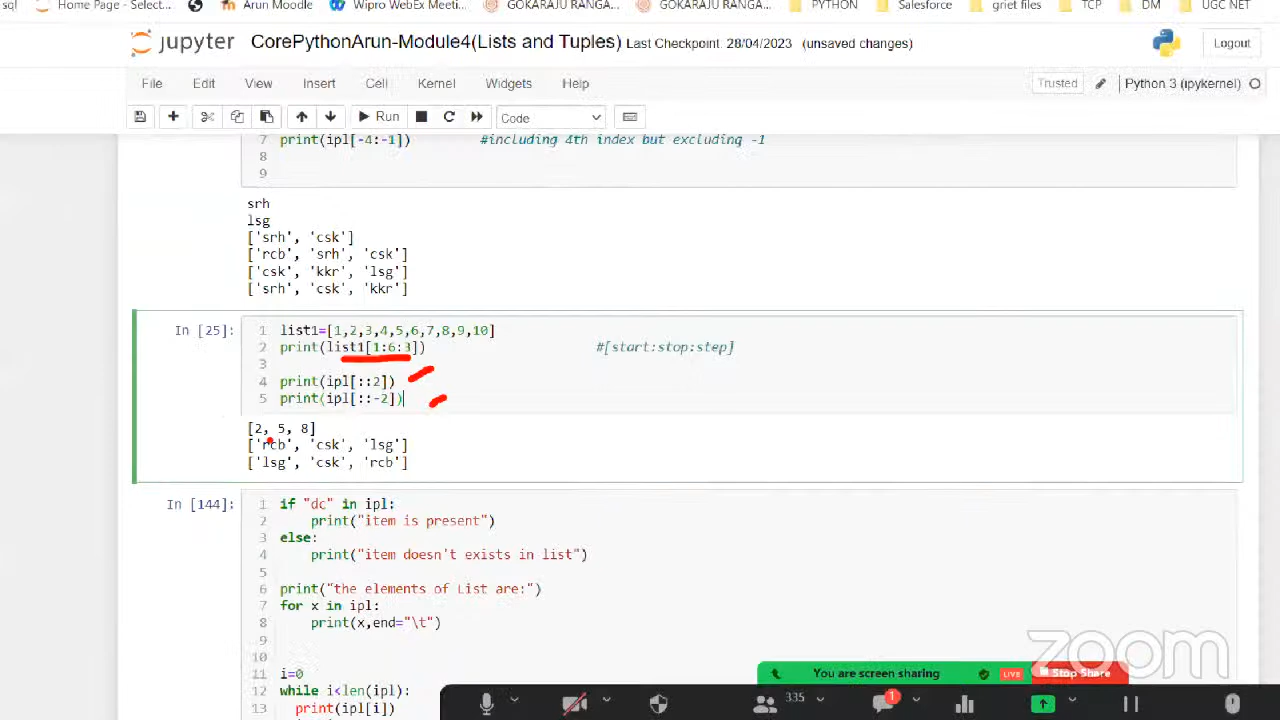 sql Home Page - Select... Arun Moodle Wipro WebEx Meeti... GOKARAJU RANGA... GOKARAJU RANGA... PYTHON Salesforce griet files TCP DM UGC NET
jupyter CorePythonArun-Module4(Lists and Tuples) Last Checkpoint: 28/04/2023 (unsaved changes) Logout
File Edit View Insert Cell Kernel Widgets Help Trusted Python 3 (ipykernel)
Run Code
7 print(ipl[-4:-1]) #including 4th index but excluding -1
8
9
srh
lsg
['srh', 'csk']
['rcb', 'srh', 'csk']
['csk', 'kkr', 'lsg']
['srh', 'csk', 'kkr']
In [25]: 1 list1=[1,2,3,4,5,6,7,8,9,10]
2 print(list1[1:6:3]) #[start:stop:step]
3
4 print(ipl[::2])
5 print(ipl[::-2])
[2, 5, 8]
['rcb', 'csk', 'lsg']
['lsg', 'csk', 'rcb']
In [144]: 1 if "dc" in ipl:
2 print("item is present")
3 else:
4 print("item doesn't exists in list")
5
6 print("the elements of List are:")
7 for x in ipl:
8 print(x,end="\t")
9
10
11 i=0
12 while i<len(ipl):
13 print(ipl[i])
zoom
You are screen sharing LIVE Stop Share
335 1